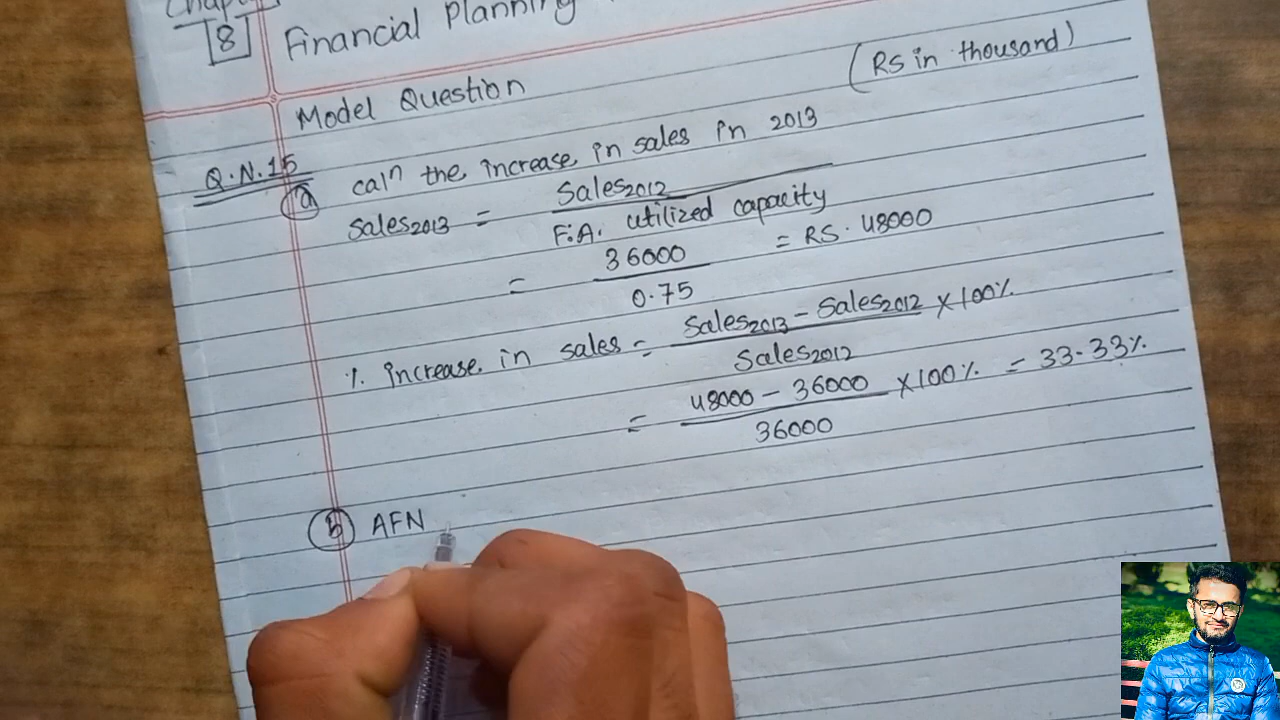 8 Financial Planning
Model Question (RS in thousand)
Q.N.15
a calⁿ the increase in sales in 2013
Sales2013 = Sales2012
F.A. utilized capacity
= 36000 = RS. 48000
0.75
%. increase in sales = Sales2013 - Sales2012 × 100%
Sales2012
= 48000 - 36000 × 100% = 33.33%
36000
b AFN